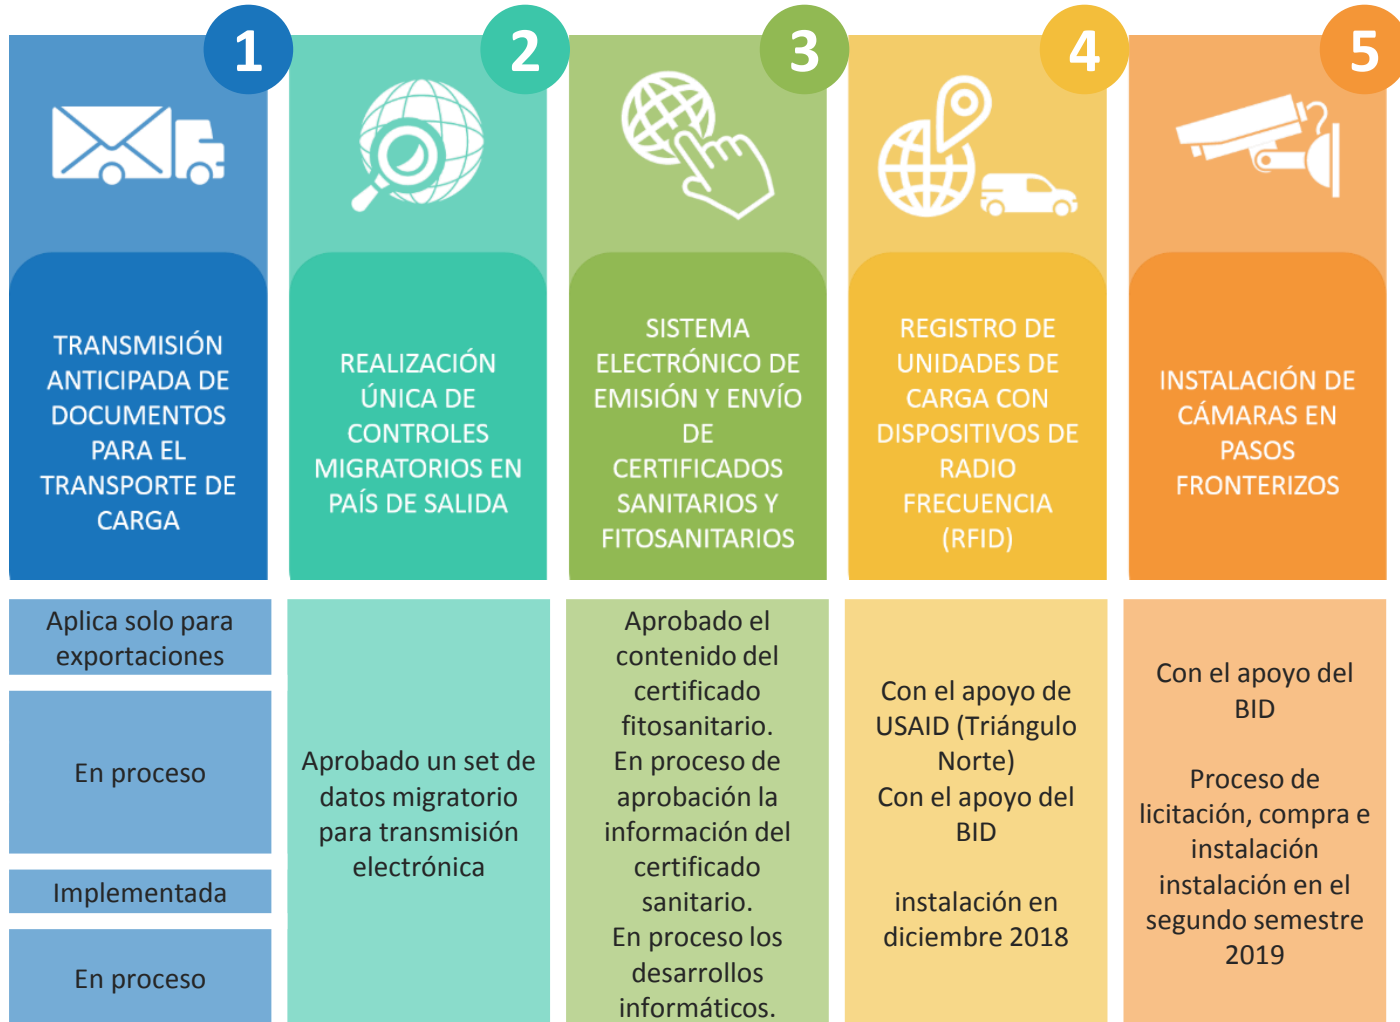 1
TRANSMISIÓN
ANTICIPADA DE
DOCUMENTOS
PARA EL
TRANSPORTE DE
CARGA
Aplica solo para
exportaciones
En proceso
Implementada
En proceso
2
REALIZACIÓN
ÚNICA DE
CONTROLES
MIGRATORIOS EN
PAÍS DE SALIDA
Aprobado un set de
datos migratorio
para transmisión
electrónica
3
SISTEMA
ELECTRÓNICO DE
EMISIÓN Y ENVÍO
DE
CERTIFICADOS
SANITARIOS Y
FITOSANITARIOS
Aprobado el
contenido del
certificado
fitosanitario.
En proceso de
aprobación la
información del
certificado
sanitario.
En proceso los
desarrollos
informáticos.
4
REGISTRO DE
UNIDADES DE
CARGA CON
DISPOSITIVOS DE
RADIO
FRECUENCIA
(RFID)
Con el apoyo de
USAID (Triángulo
Norte)
Con el apoyo del
BID
instalación en
diciembre 2018
5
INSTALACIÓN DE
CÁMARAS EN
PASOS
FRONTERIZOS
Con el apoyo del
BID
Proceso de
licitación, compra e
instalación
instalación en el
segundo semestre
2019